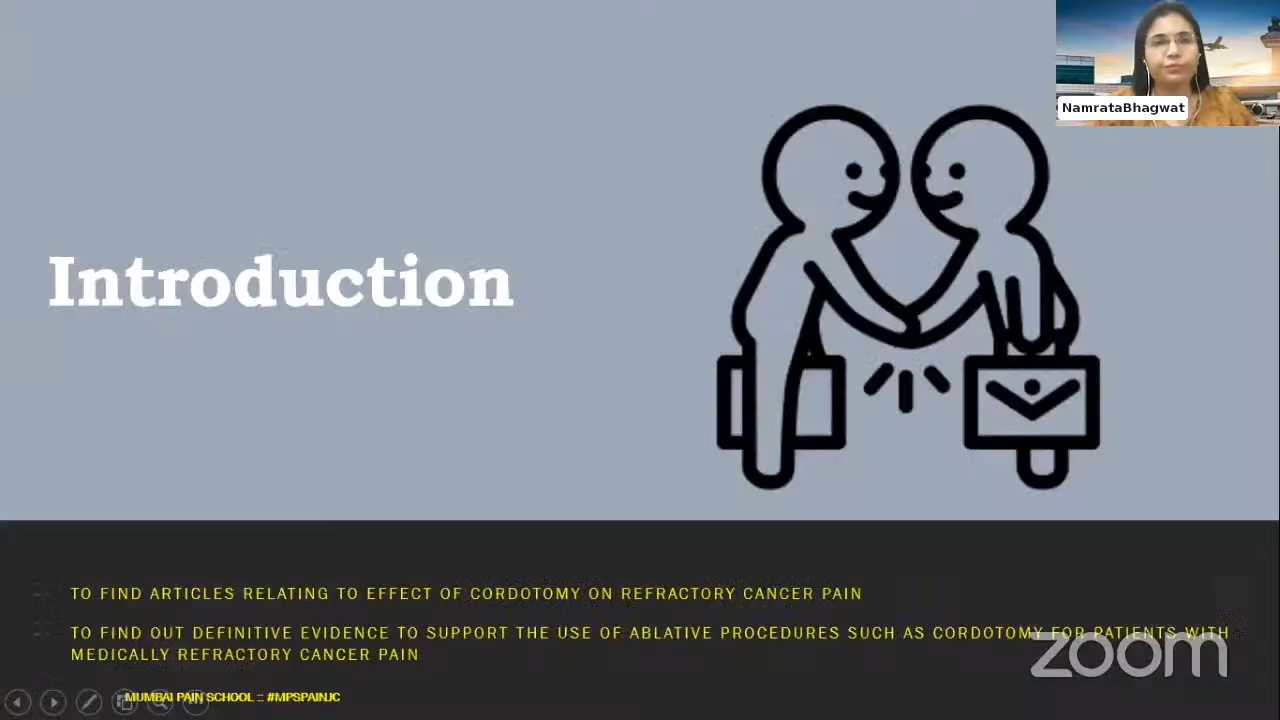 NamrataBhagwat
Introduction
TO FIND ARTICLES RELATING TO EFFECT OF CORDOTOMY ON REFRACTORY CANCER PAIN
TO FIND OUT DEFINITIVE EVIDENCE TO SUPPORT THE USE OF ABLATIVE PROCEDURES SUCH AS CORDOTOMY FOR PATIENTS WITH
MEDICALLY REFRACTORY CANCER PAIN
zoom
MUMBAI PAIN SCHOOL :: #MPSPAINJC